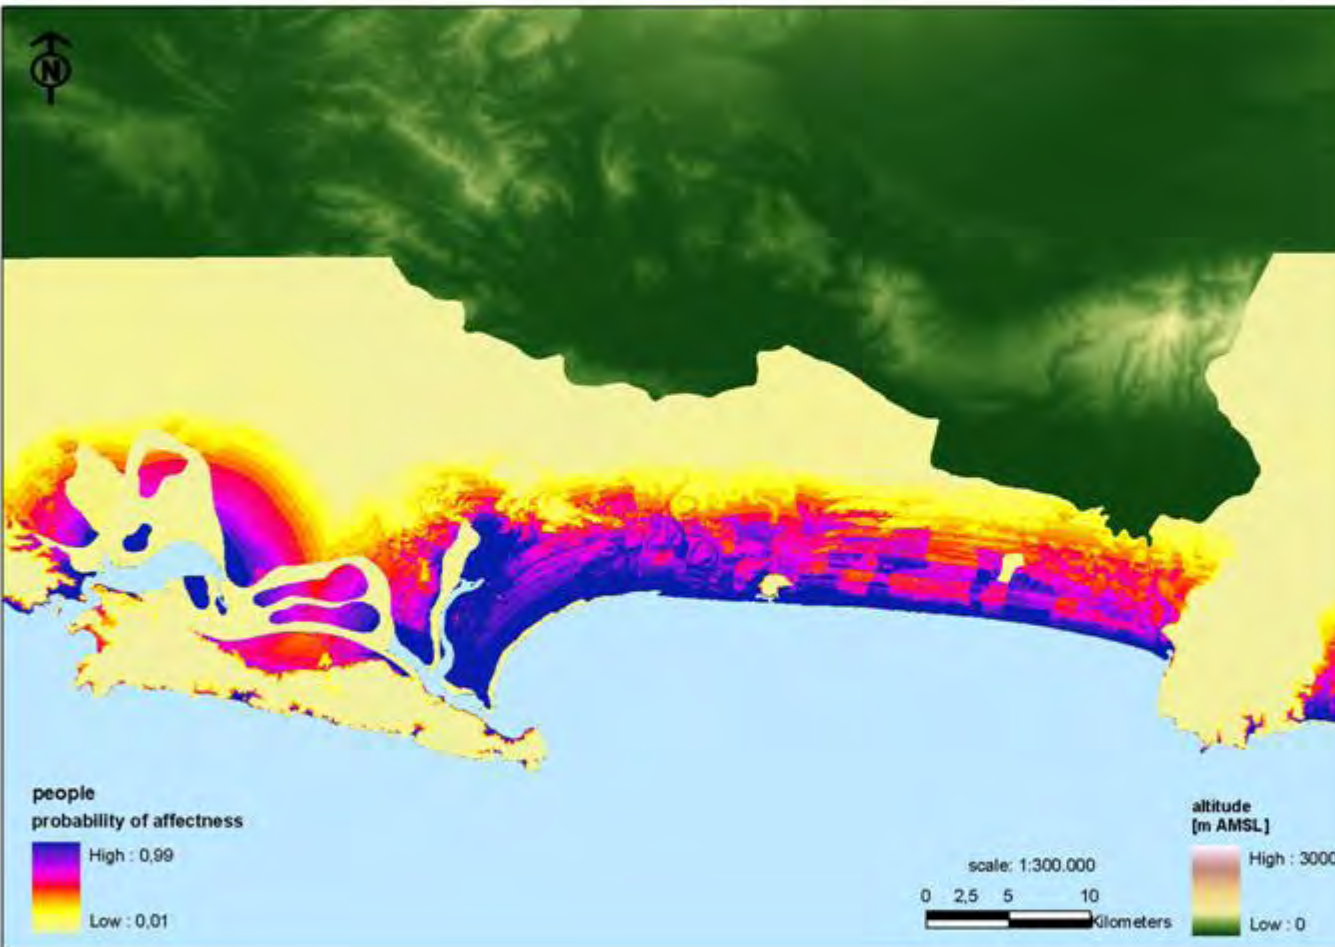 N
people
probability of affectness
High : 0,99
Low : 0,01
scale: 1:300.000
0 2,5 5 10
Kilometers
altitude
[m AMSL]
High : 3000
Low : 0